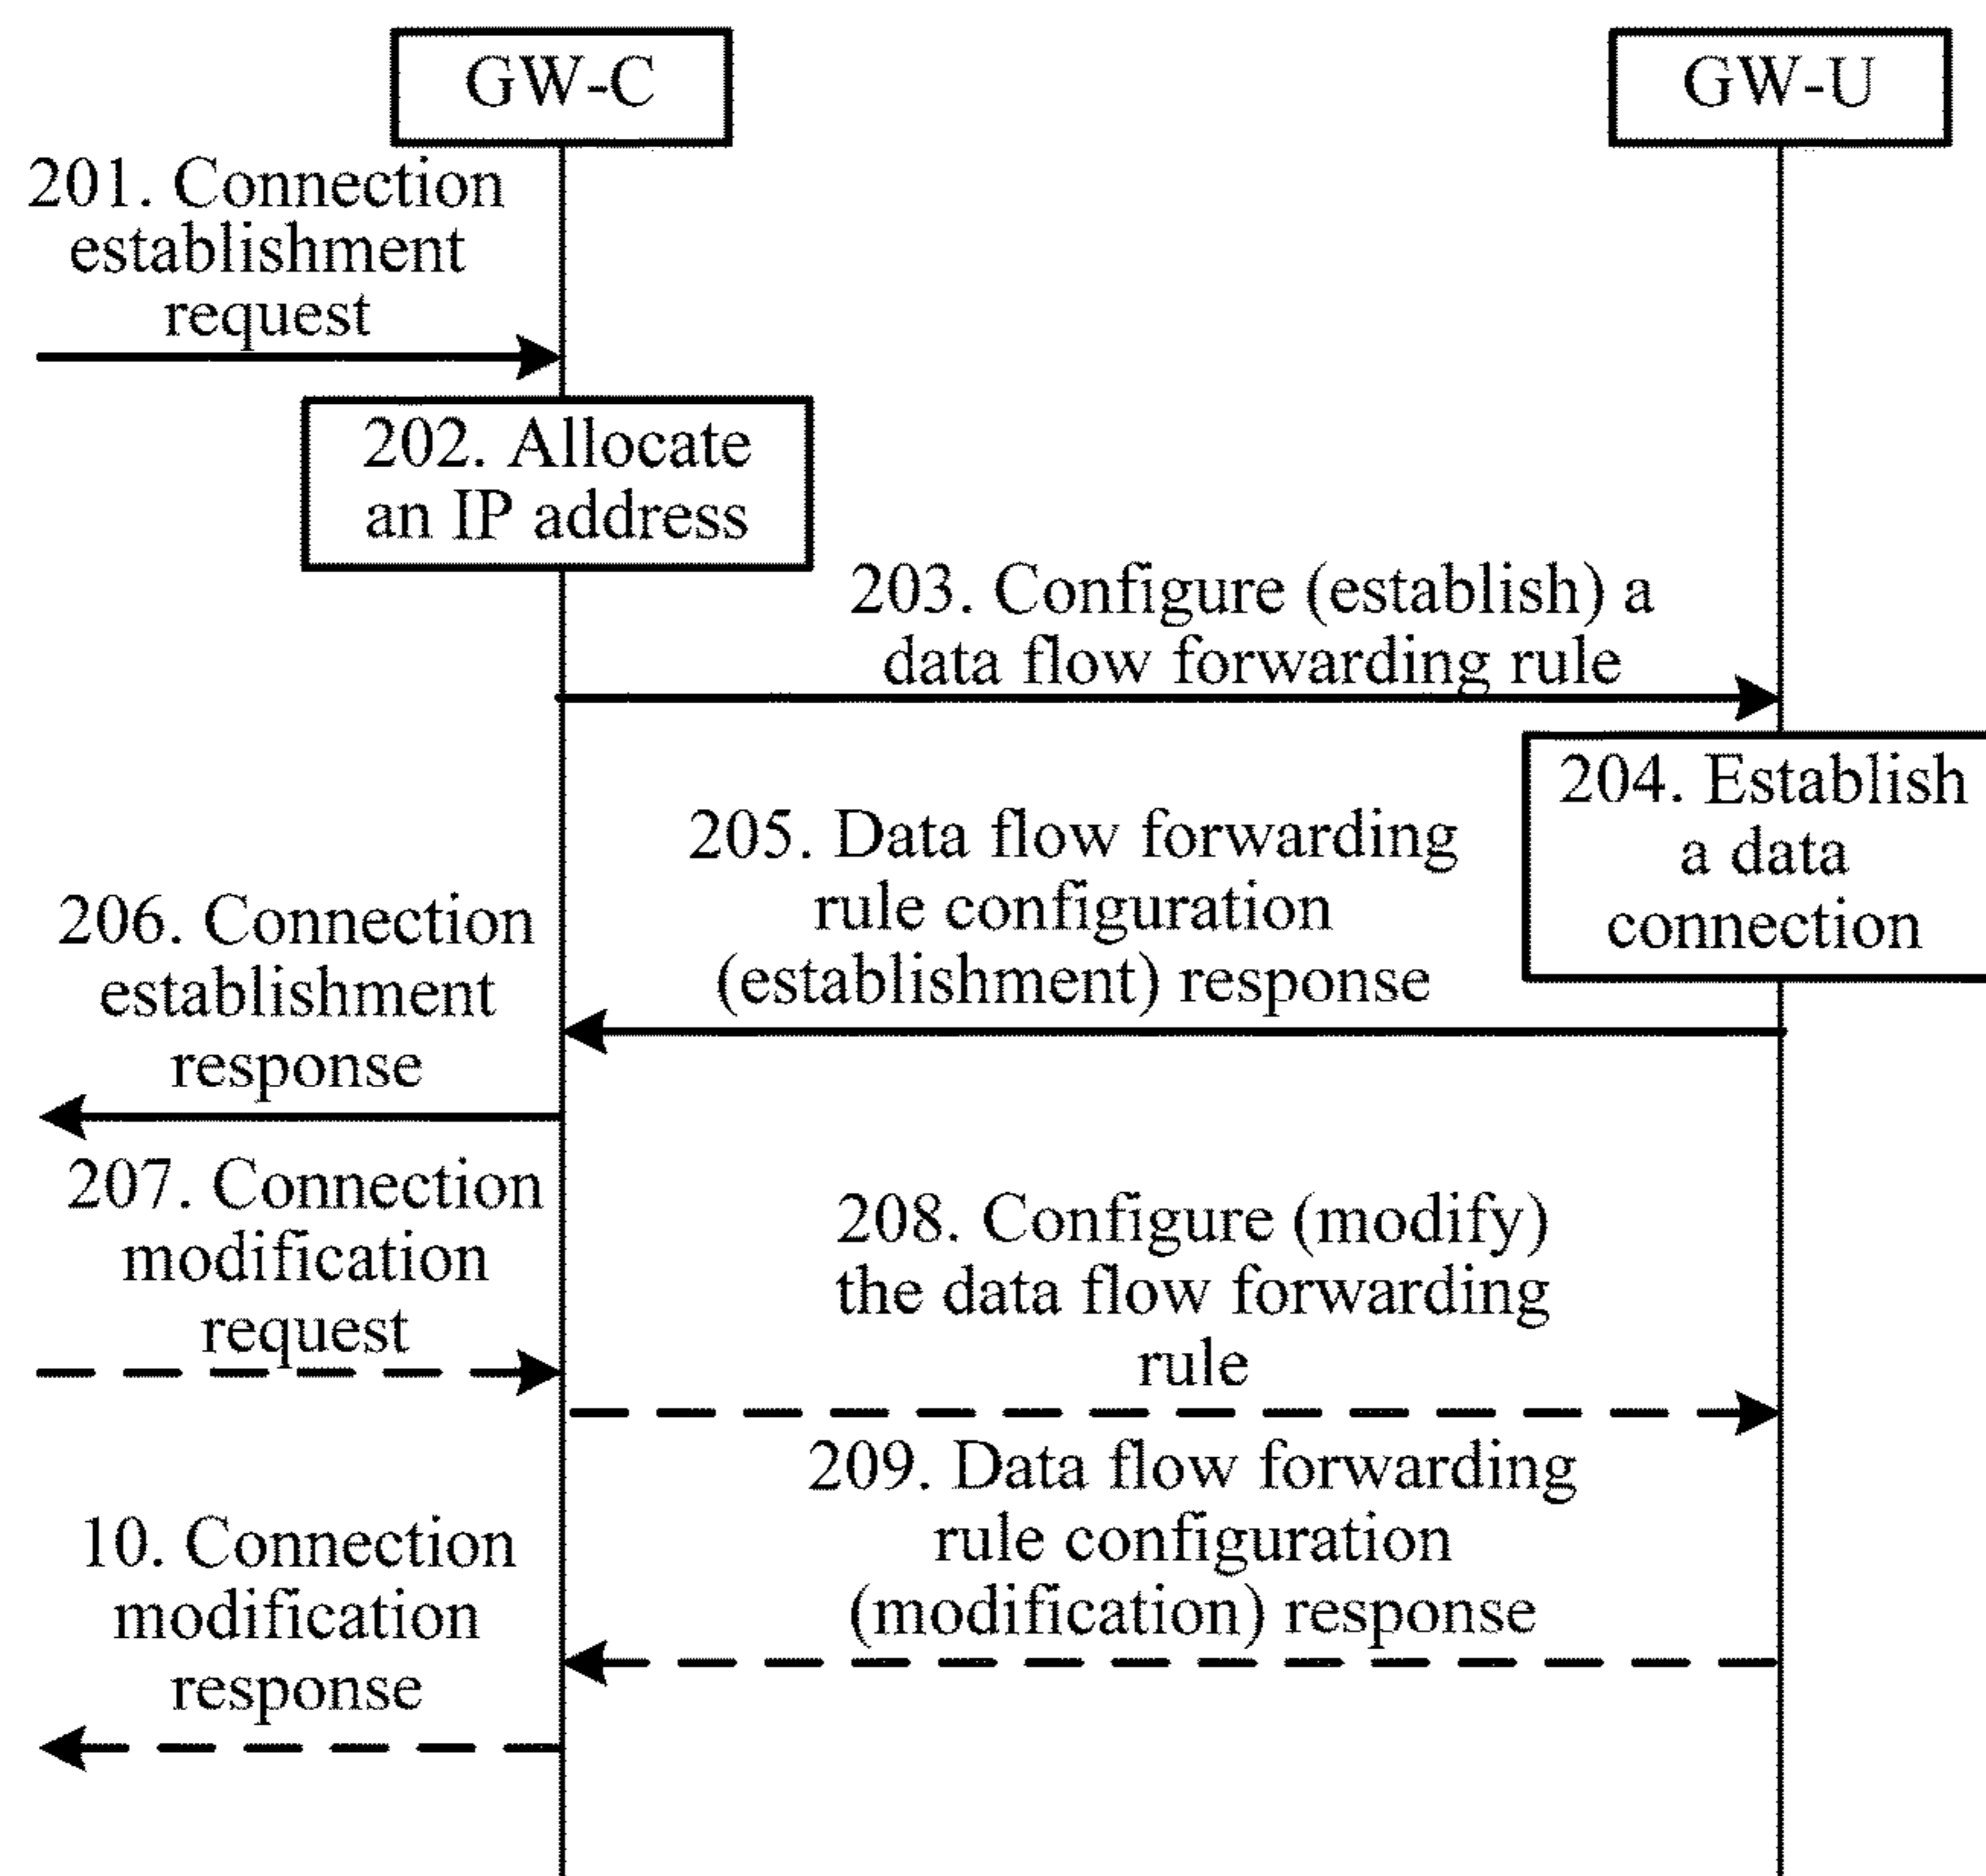 GW-C
GW-U
201. Connection
establishment
request
202. Allocate
an IP address
203. Configure (establish) a
data flow forwarding rule
204. Establish
a data
connection
205. Data flow forwarding
rule configuration
(establishment) response
206. Connection
establishment
response
207. Connection
modification
request
208. Configure (modify)
the data flow forwarding
rule
209. Data flow forwarding
rule configuration
(modification) response
10. Connection
modification
response